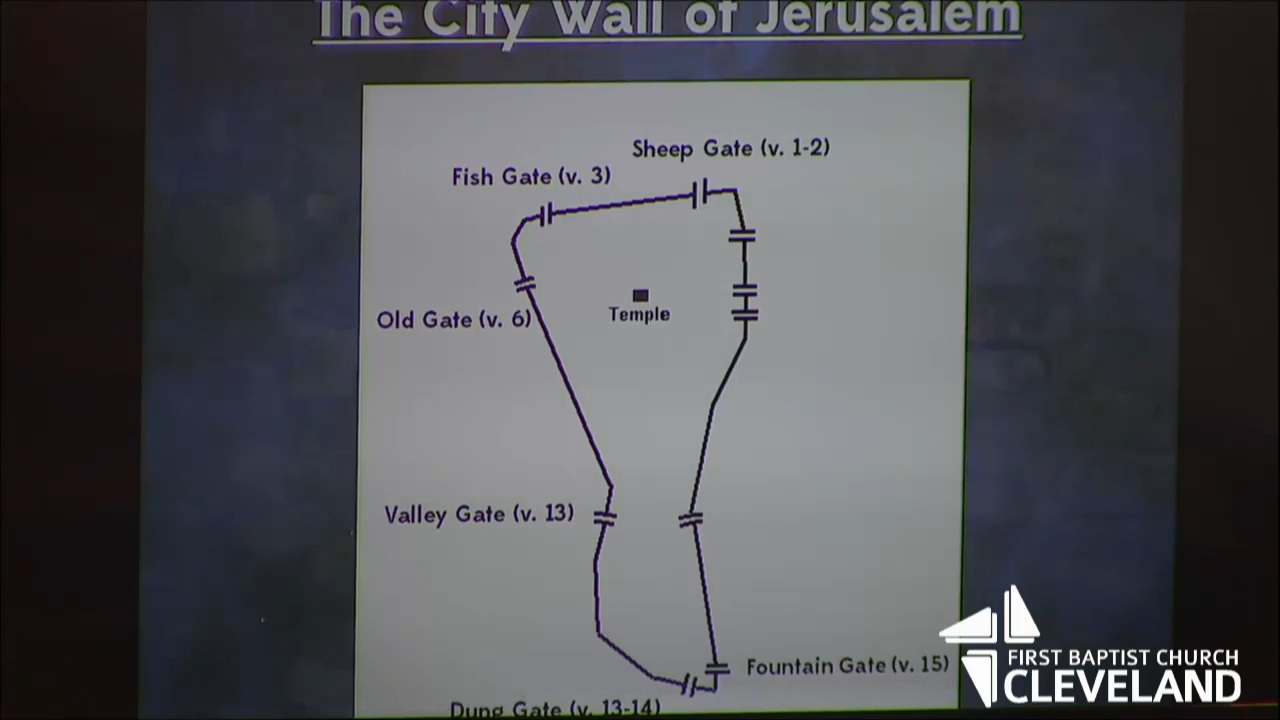 The City Wall of Jerusalem
Sheep Gate (v. 1-2)
Fish Gate (v. 3)
Old Gate (v. 6)
Temple
Valley Gate (v. 13)
Fountain Gate (v. 15)
Dung Gate (v. 13-14)
FIRST BAPTIST CHURCH
CLEVELAND